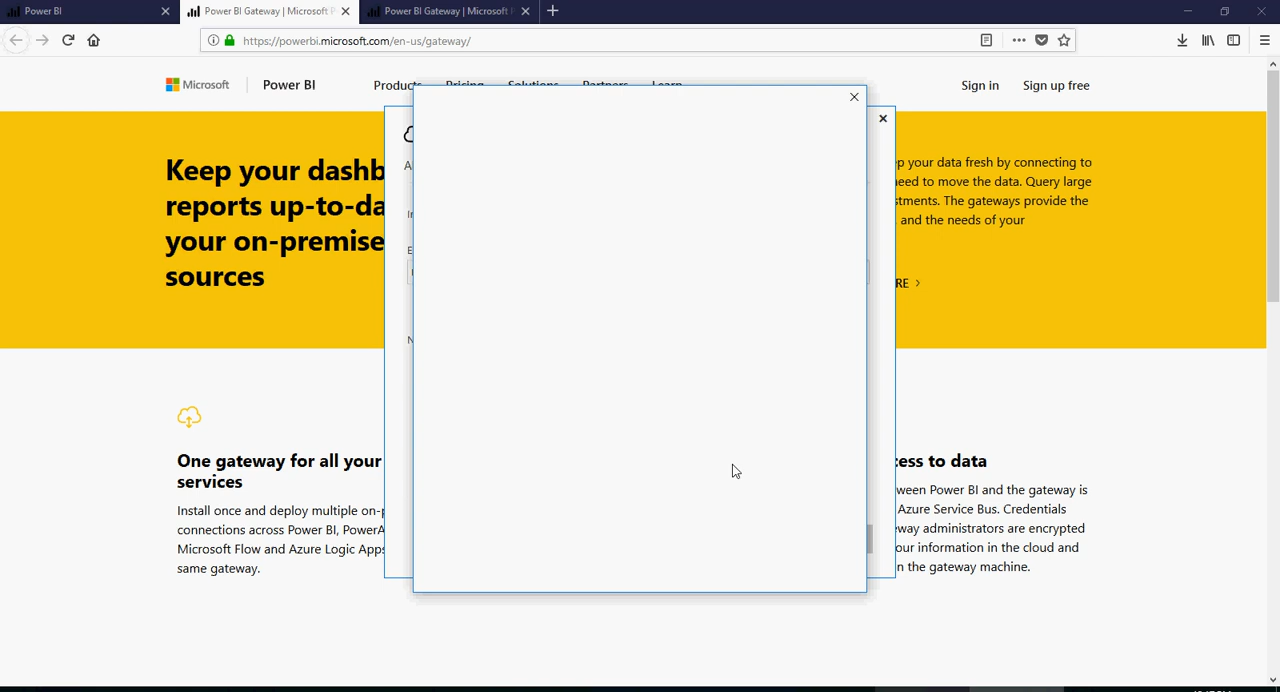 Power BI
Power BI Gateway | Microsoft P
Power BI Gateway | Microsoft
https://powerbi.microsoft.com/en-us/gateway/
Microsoft
Power BI
Products
Pricing
Solutions
Partners
Learn
Sign in
Sign up free
Keep your dashb
reports up-to-da
your on-premise
sources
p your data fresh by connecting to
need to move the data. Query large
stments. The gateways provide the
and the needs of your
RE
One gateway for all your
services
Install once and deploy multiple on-p
connections across Power BI, PowerA
Microsoft Flow and Azure Logic Apps
same gateway.
cess to data
ween Power BI and the gateway is
Azure Service Bus. Credentials
way administrators are encrypted
our information in the cloud and
n the gateway machine.